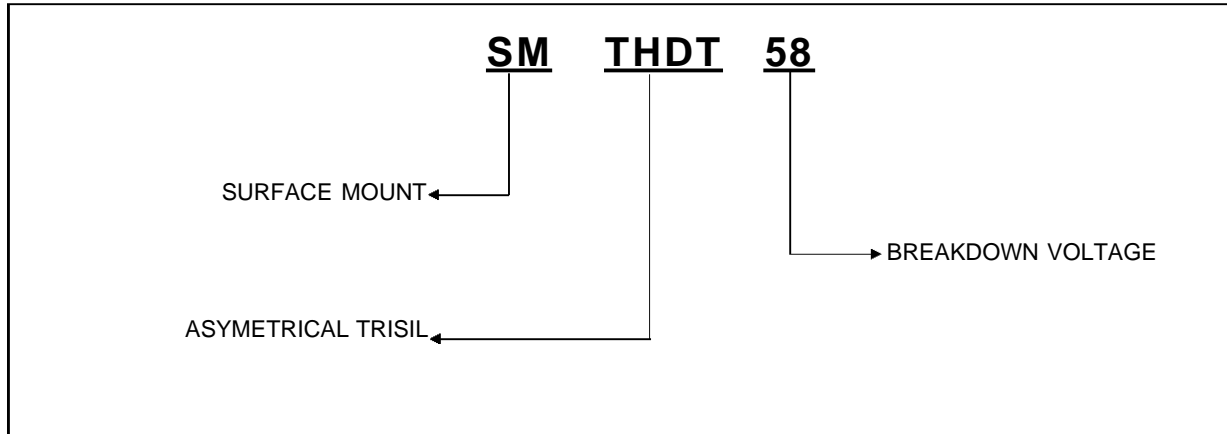 SM THDT 58
SURFACE MOUNT
BREAKDOWN VOLTAGE
ASYMETRICAL TRISIL